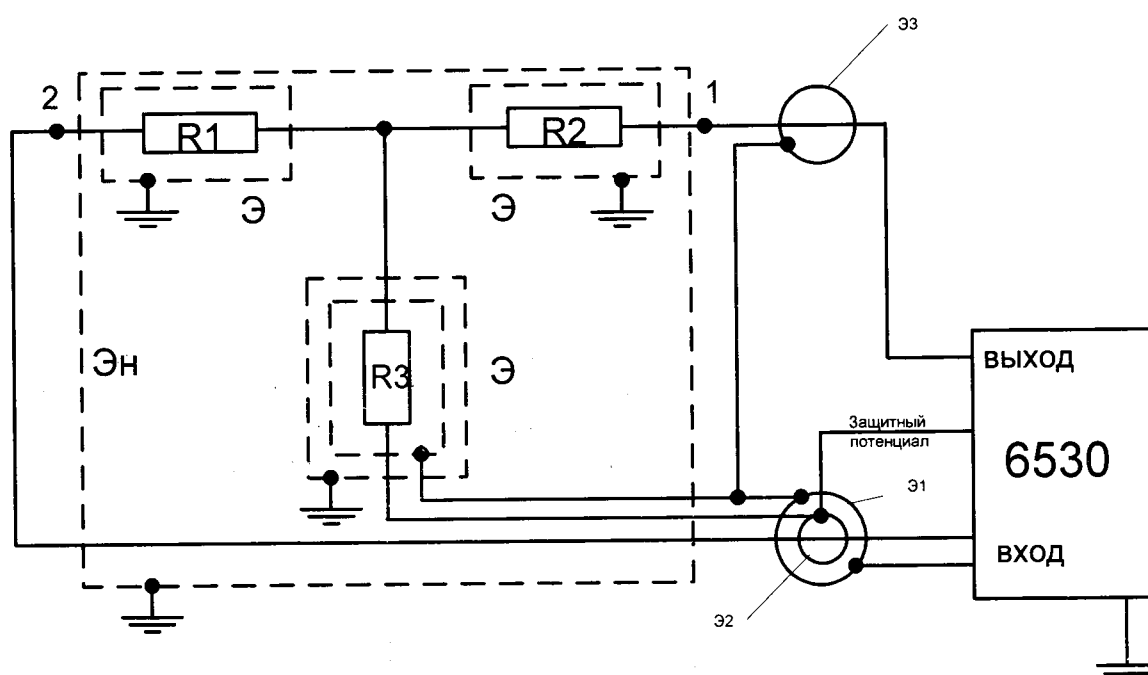 Э3
2
1
R1
R2
Э
Э
Эн
R3
Э
ВЫХОД
Защитный
потенциал
6530
Э1
ВХОД
Э2